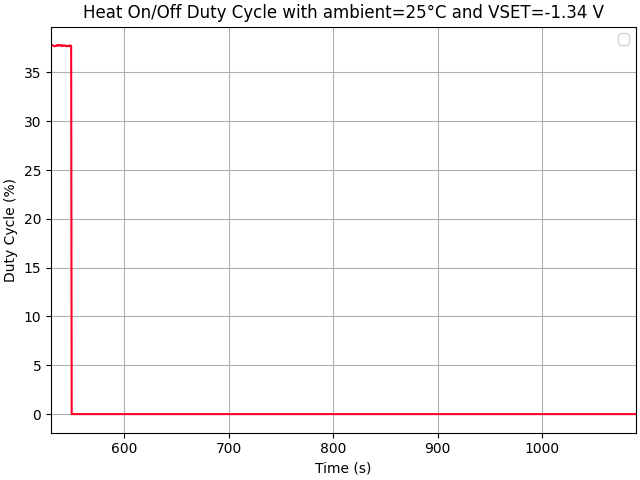 Heat On/Off Duty Cycle with ambient=25°C and VSET=-1.34 V
Duty Cycle (%)
35
30
25
20
15
10
5
0
600 700 800 900 1000
Time (s)